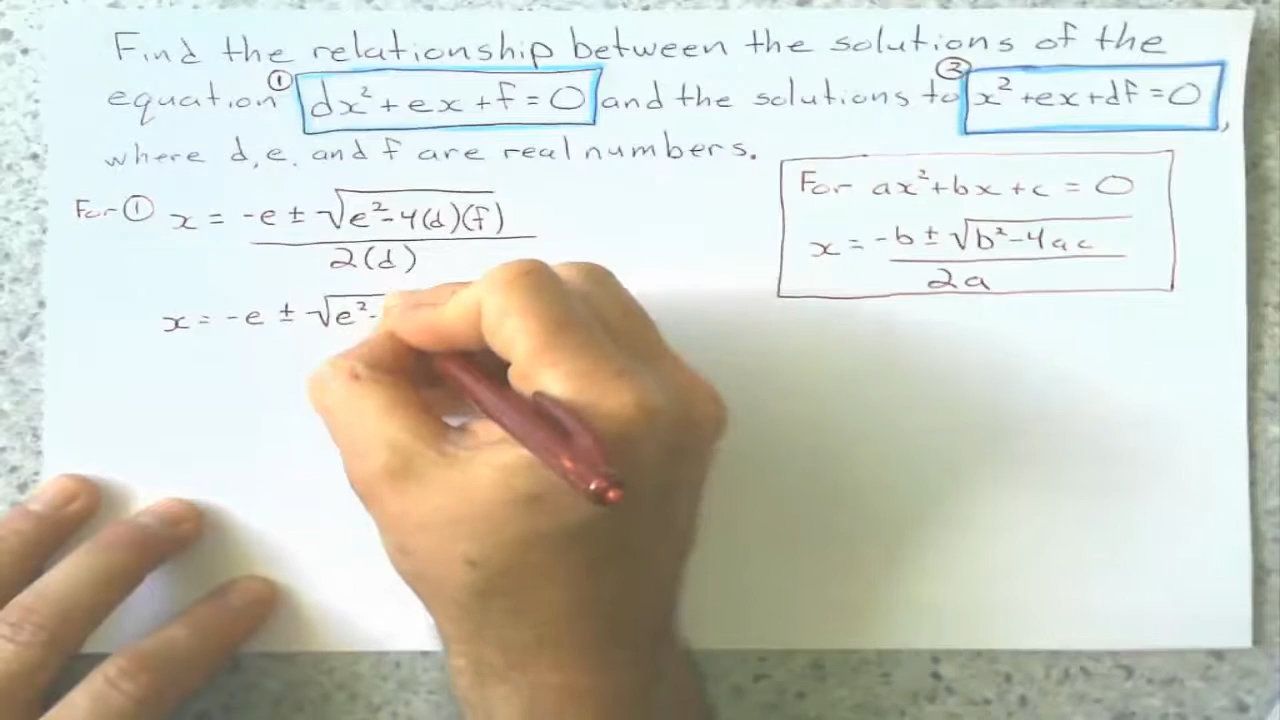 Find the relationship between the solutions of the
equation ① dx²+ex+f=0 and the solutions to ② x²+ex+df=0,
where d, e, and f are real numbers.
For ① x = -e ± √e²-4(d)(f)
2(d)
x = -e ± √e²-
For ax²+bx+c = 0
x = -b ± √b²-4ac
2a